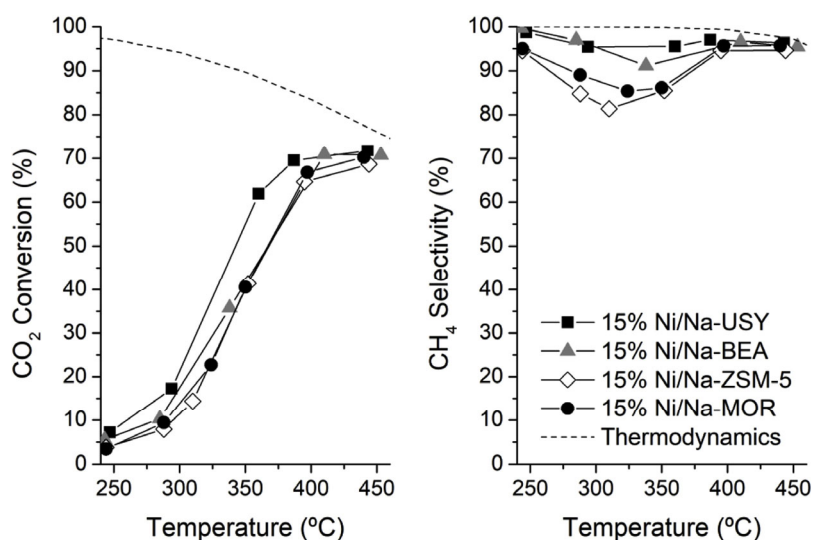 100
90
80
70
60
50
40
30
20
10
0
CO₂ Conversion (%)
250 300 350 400 450
Temperature (ºC)
100
90
80
70
60
50
40
30
20
10
0
CH₄ Selectivity (%)
15% Ni/Na-USY
15% Ni/Na-BEA
15% Ni/Na-ZSM-5
15% Ni/Na-MOR
Thermodynamics
250 300 350 400 450
Temperature (ºC)